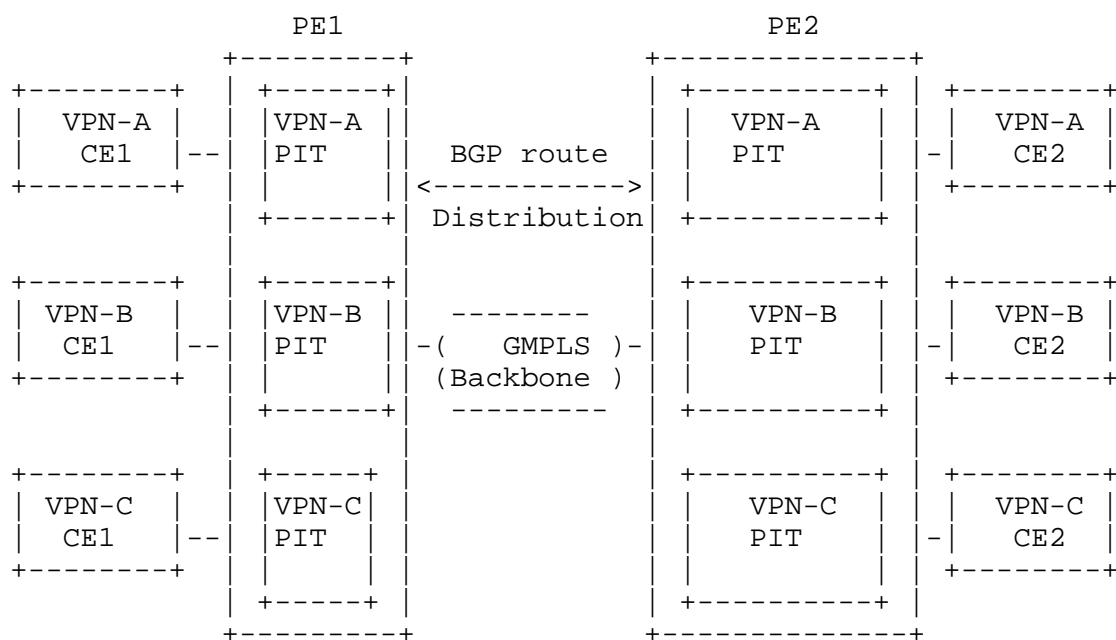 PE1 PE2
VPN-A VPN-A VPN-A VPN-A
CE1 PIT BGP route PIT CE2
Distribution
VPN-B VPN-B VPN-B VPN-B
CE1 PIT GMPLS PIT CE2
Backbone
VPN-C VPN-C VPN-C VPN-C
CE1 PIT PIT CE2